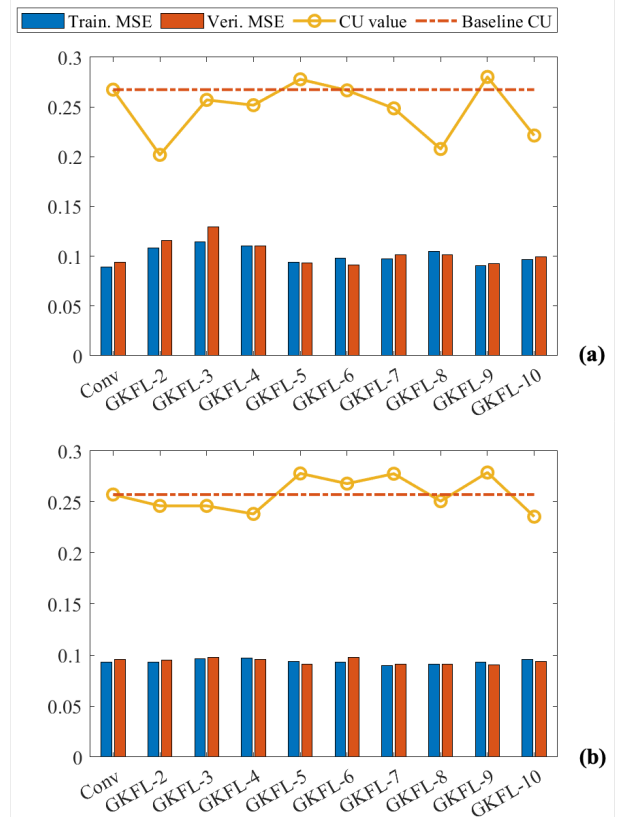 Train. MSE Veri. MSE CU value Baseline CU
0.3
0.25
0.2
0.15
0.1
0.05
0
Conv GKFL-2 GKFL-3 GKFL-4 GKFL-5 GKFL-6 GKFL-7 GKFL-8 GKFL-9 GKFL-10
(a)
0.3
0.25
0.2
0.15
0.1
0.05
0
Conv GKFL-2 GKFL-3 GKFL-4 GKFL-5 GKFL-6 GKFL-7 GKFL-8 GKFL-9 GKFL-10
(b)